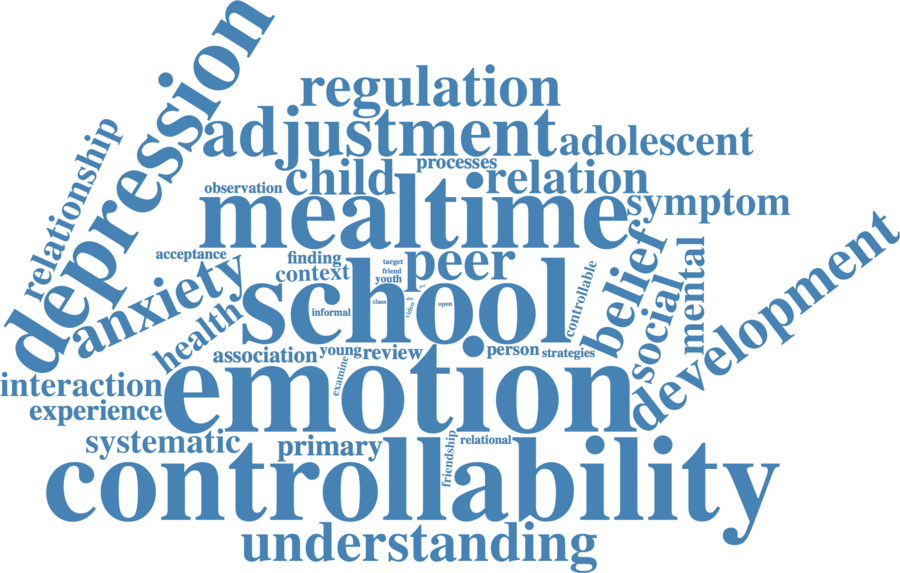 depression
regulation
adjustment
adolescent
relationship
processes
observation
child
relation
mealtime
symptom
acceptance
finding
context
target
friend
youth
peer
anxiety
school
class
video
open
informal
controllable
belief
social
mental
development
health
association
young
review
person
strategies
examine
interaction
experience
emotion
systematic
primary
friendship
relational
controllability
understanding